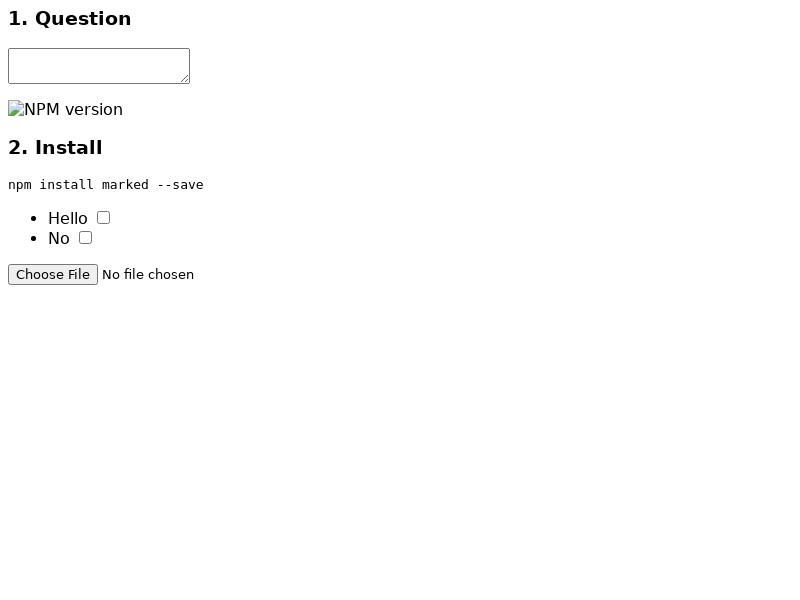 1. Question
NPM version
2. Install
npm install marked --save
Hello
No
Choose File No file chosen